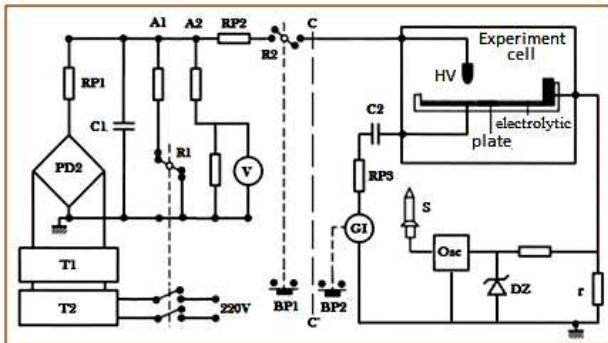 A1 A2 RP2 C
R2
Experiment
cell
HV
RP1
C1
C2
electrolytic
plate
R1
PD2
V
RP3
S
GI
Osc
T1
DZ
r
T2
220V
BP1
BP2
C'